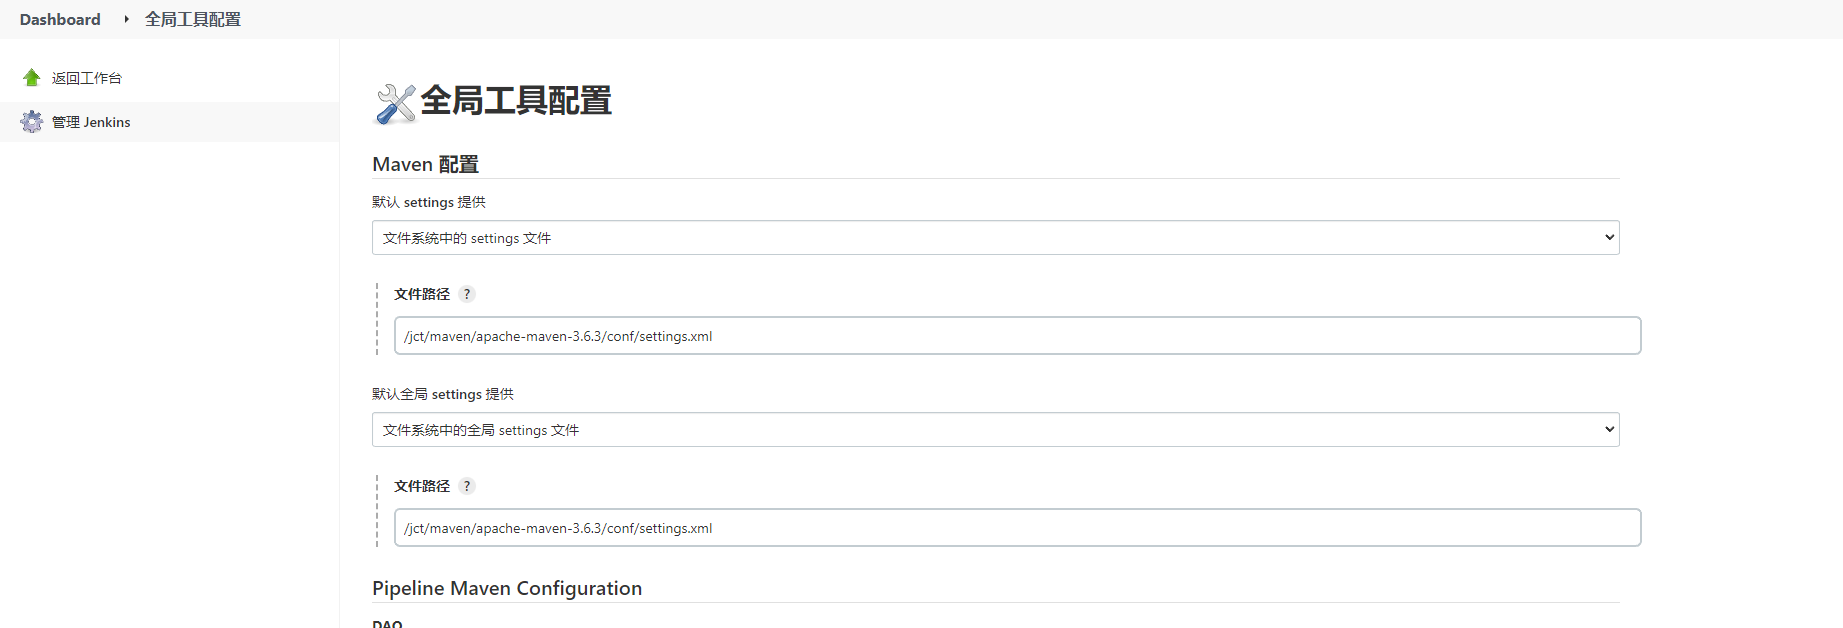 Dashboard
全局工具配置
返回工作台
管理 Jenkins
全局工具配置
Maven 配置
默认 settings 提供
文件系统中的 settings 文件
文件路径 ?
/jct/maven/apache-maven-3.6.3/conf/settings.xml
默认全局 settings 提供
文件系统中的全局 settings 文件
文件路径 ?
/jct/maven/apache-maven-3.6.3/conf/settings.xml
Pipeline Maven Configuration
DAO